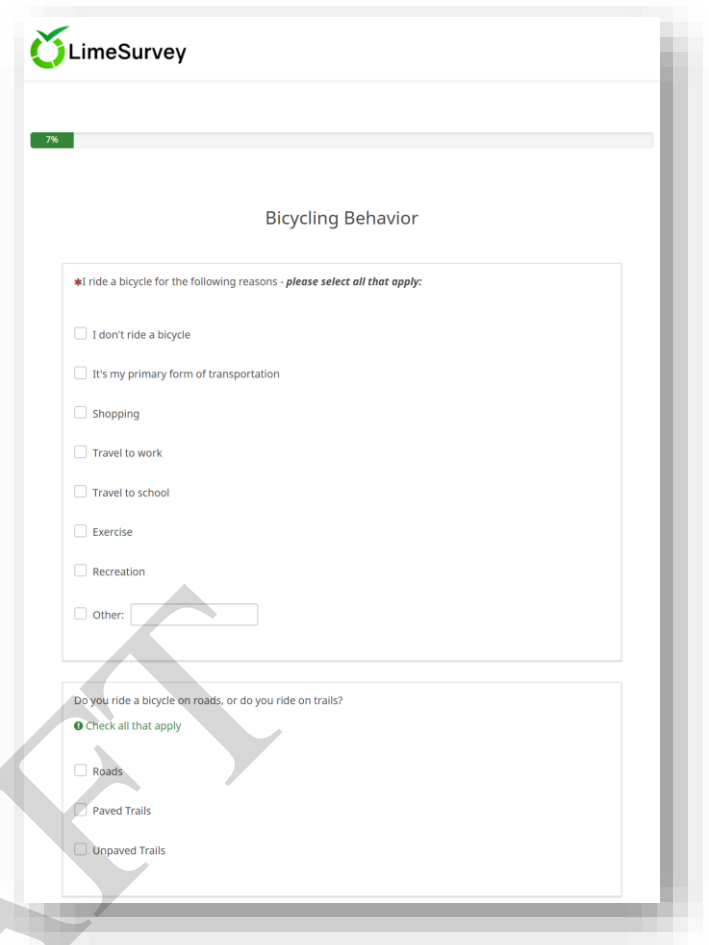 LimeSurvey
7%
Bicycling Behavior
✱I ride a bicycle for the following reasons - please select all that apply:
I don't ride a bicycle
It's my primary form of transportation
Shopping
Travel to work
Travel to school
Exercise
Recreation
Other:
Do you ride a bicycle on roads, or do you ride on trails?
Check all that apply
Roads
Paved Trails
Unpaved Trails